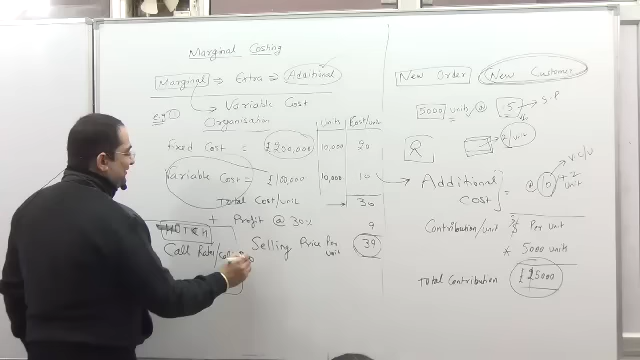 Marginal Costing
Marginal ⇒ Extra ⇒ Additional
Variable Cost
e.g ①
Organisation Units Cost/unit
Fixed Cost = £200,000 10,000 20
Variable Cost = £100,000 10,000 10
Total Cost/unit → 30
+ Profit @ 30% 9
Selling Price Per unit 39
Call Rate/
New Order New Customer
5000 units @ 5 → S.P
/unit
Additional Cost = @ V.C/U + 2 unit
Contribution/unit 5 Per unit
* 5000 units
Total Contribution £25000